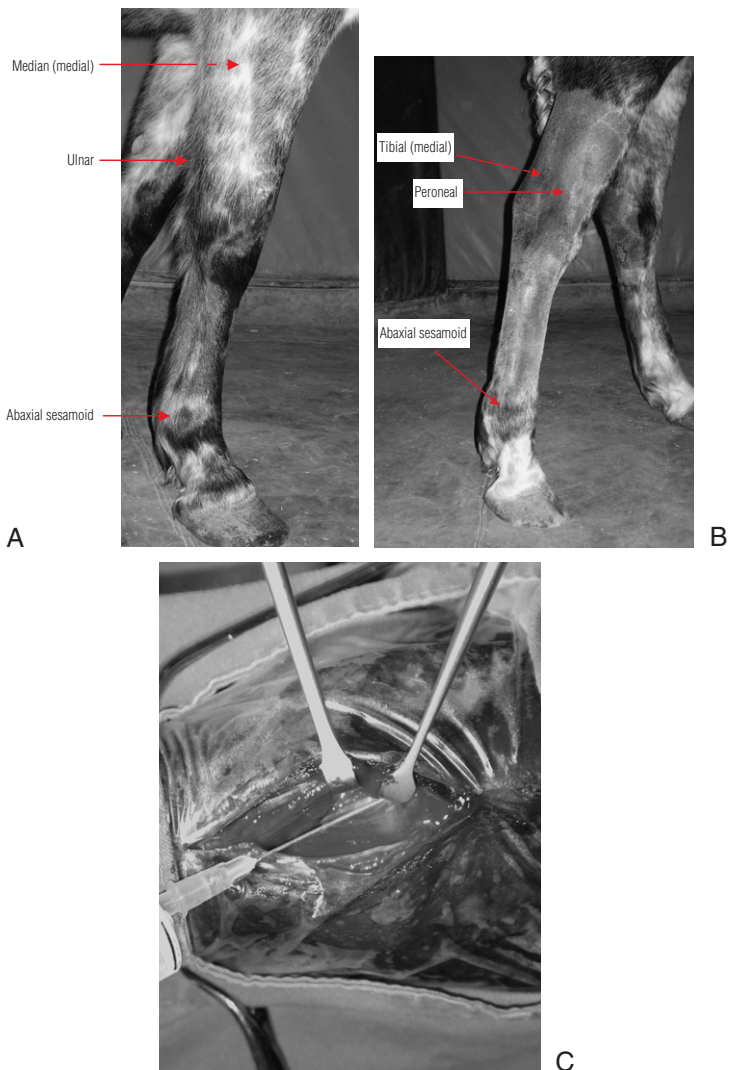 Median (medial)
Ulnar
Abaxial sesamoid
A
Tibial (medial)
Peroneal
Abaxial sesamoid
B
C